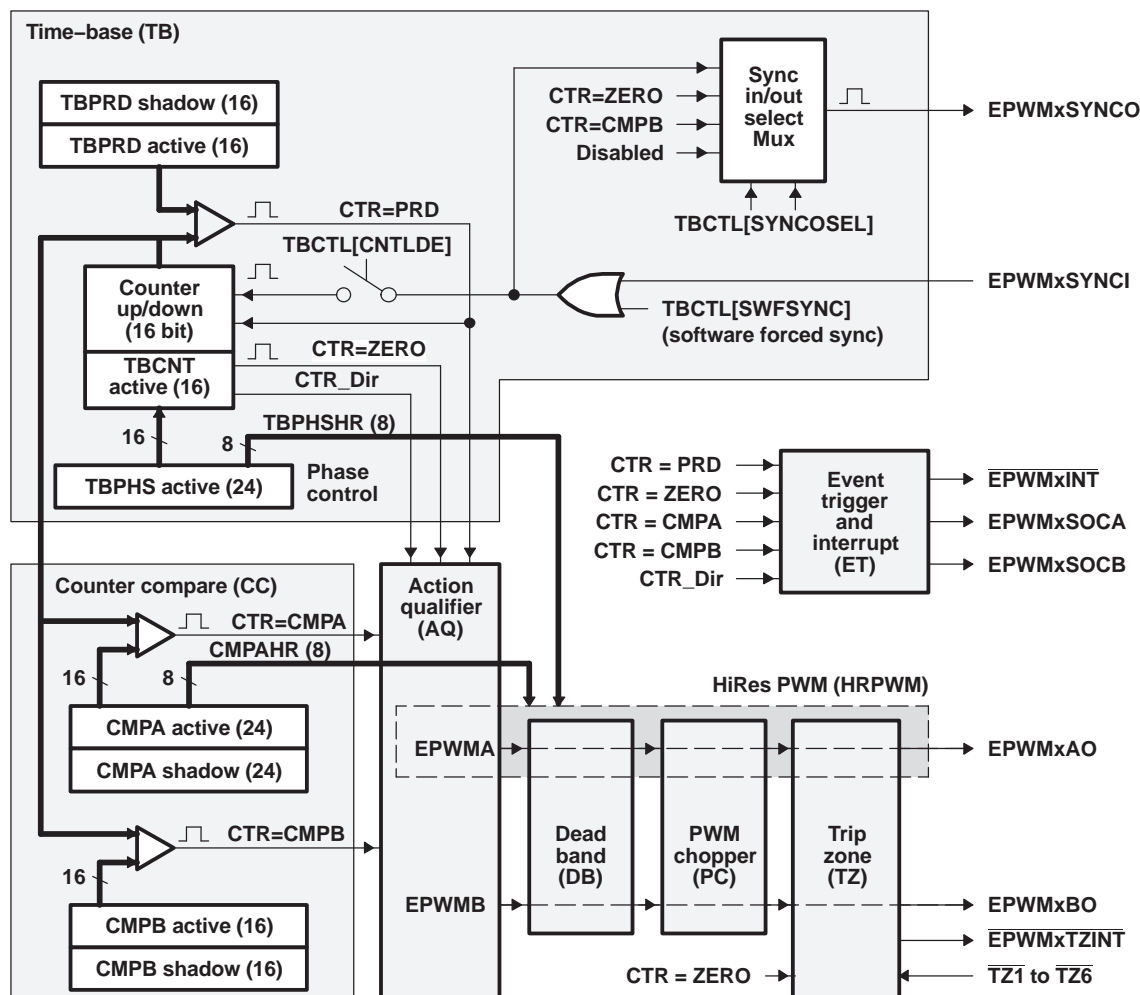 Time−base (TB)
TBPRD shadow (16)
TBPRD active (16)
CTR=ZERO
CTR=CMPB
Disabled
Sync
in/out
select
Mux
EPWMxSYNCO
TBCTL[SYNCOSEL]
CTR=PRD
TBCTL[CNTLDE]
Counter
up/down
(16 bit)
EPWMxSYNCI
TBCTL[SWFSYNC]
(software forced sync)
TBCNT
active (16)
CTR=ZERO
CTR_Dir
16
8
TBPHSHR (8)
TBPHS active (24)
Phase
control
CTR = PRD
CTR = ZERO
CTR = CMPA
CTR = CMPB
CTR_Dir
Event
trigger
and
interrupt
(ET)
EPWMxINT
EPWMxSOCA
EPWMxSOCB
Counter compare (CC)
Action
qualifier
(AQ)
CTR=CMPA
CMPAHR (8)
16
8
CMPA active (24)
CMPA shadow (24)
HiRes PWM (HRPWM)
EPWMA
EPWMxAO
CTR=CMPB
16
CMPB active (16)
CMPB shadow (16)
Dead
band
(DB)
PWM
chopper
(PC)
Trip
zone
(TZ)
EPWMB
EPWMxBO
EPWMxTZINT
CTR = ZERO
TZ1 to TZ6